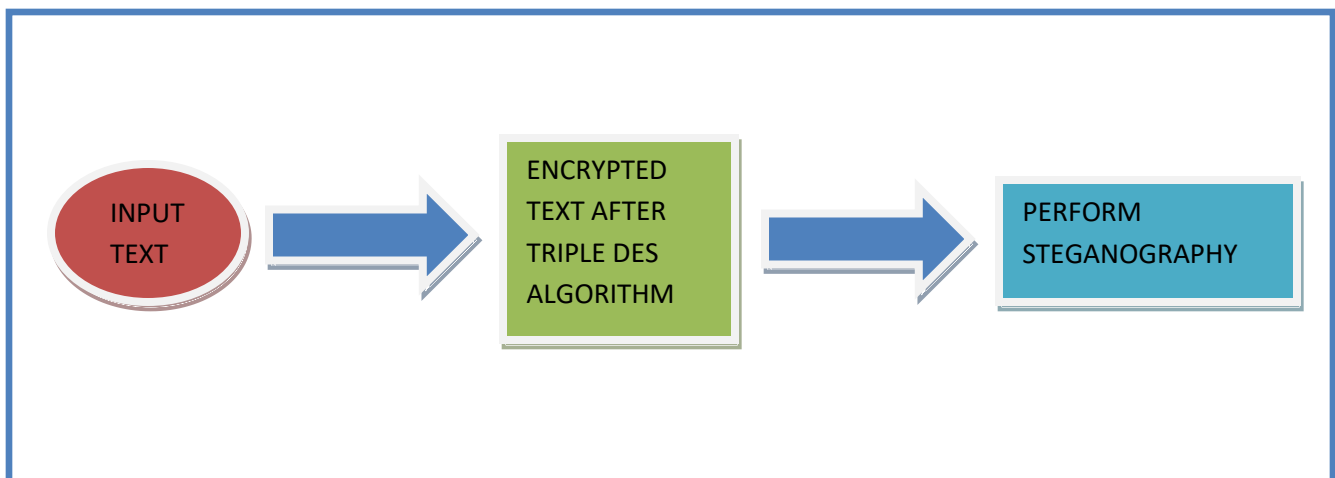 INPUT
TEXT
ENCRYPTED
TEXT AFTER
TRIPLE DES
ALGORITHM
PERFORM
STEGANOGRAPHY